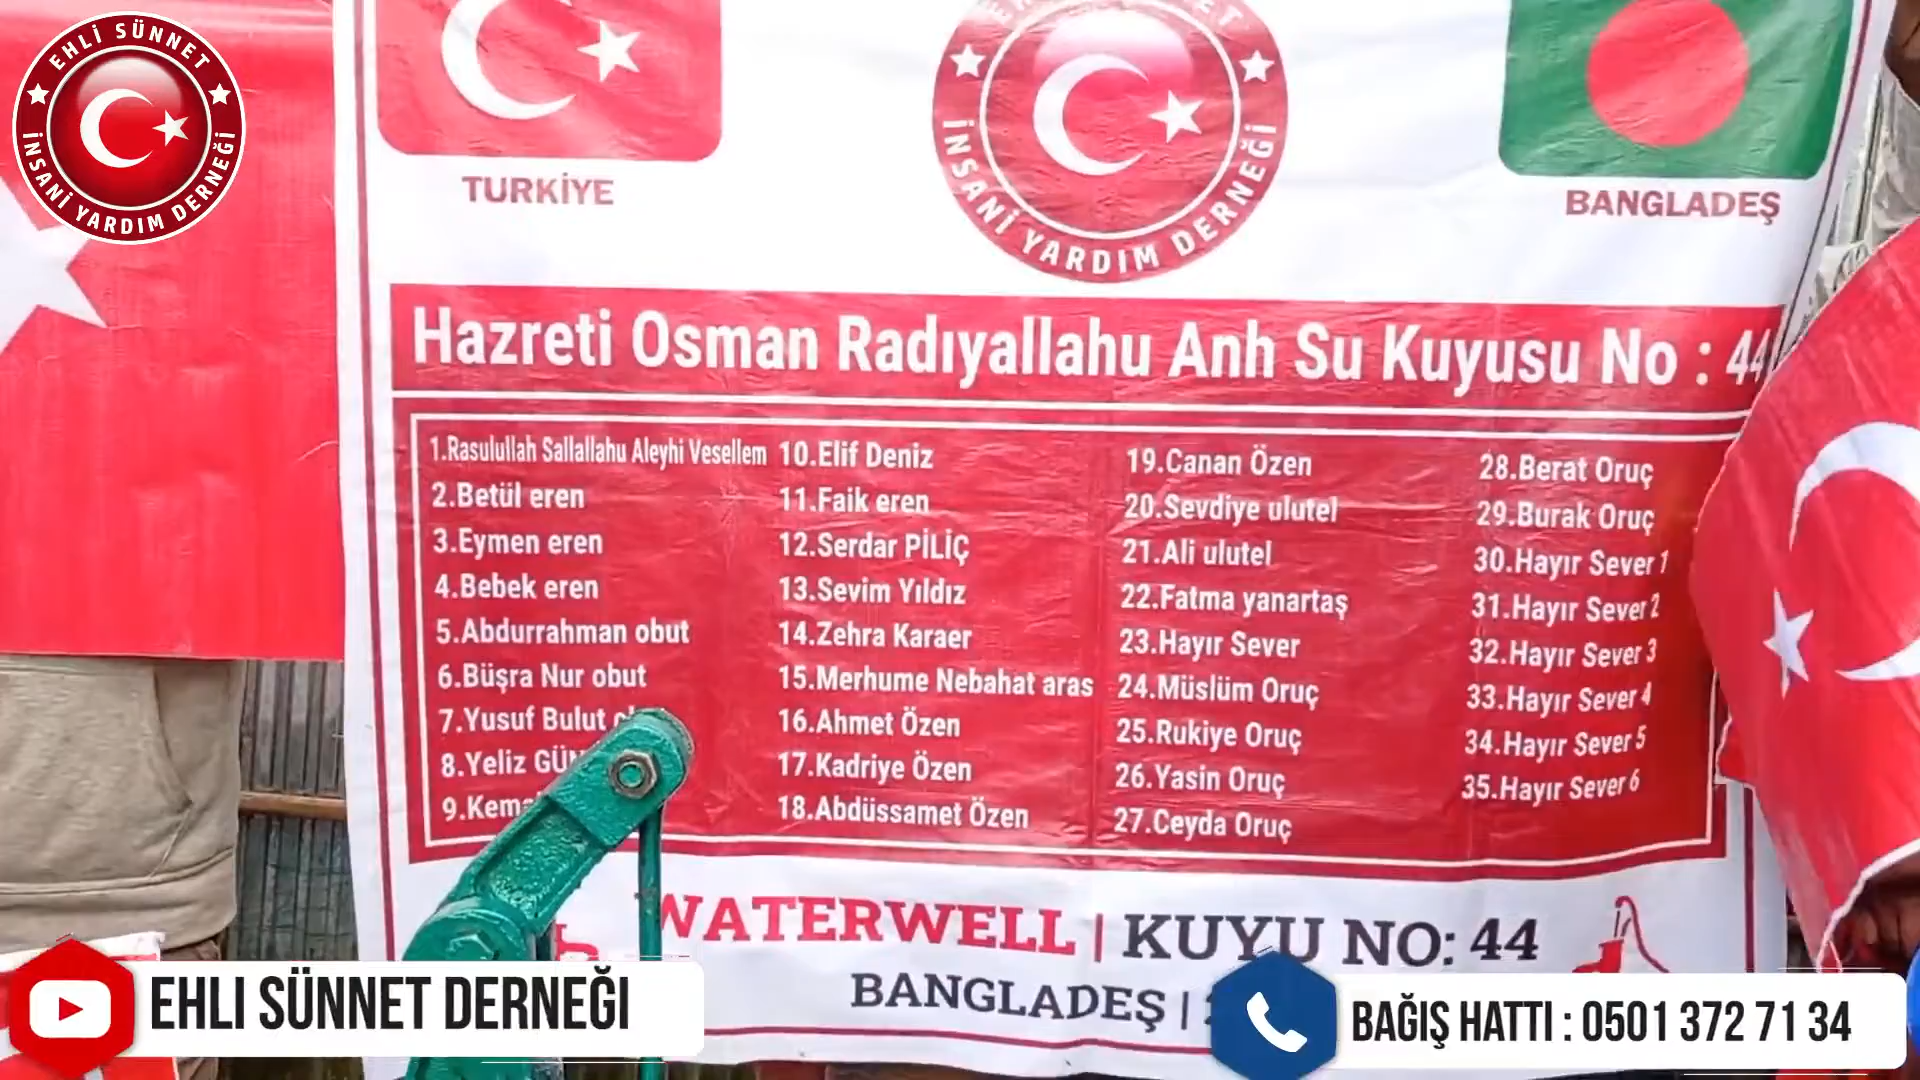 EHLİ SÜNNET
İNSANİ YARDIM DERNEĞİ
TURKİYE
İNSANİ YARDIM DERNEĞİ
BANGLADEŞ
Hazreti Osman Radıyallahu Anh Su Kuyusu No : 44
1.Rasulullah Sallallahu Aleyhi Vesellem
2.Betül eren
3.Eymen eren
4.Bebek eren
5.Abdurrahman obut
6.Büşra Nur obut
7.Yusuf Bulut
8.Yeliz
9.
10.Elif Deniz
11.Faik eren
12.Serdar PİLİÇ
13.Sevim Yıldız
14.Zehra Karaer
15.Merhume Nebahat aras
16.Ahmet Özen
17.Kadriye Özen
18.Abdüssamet Özen
19.Canan Özen
20.Sevdiye ulutel
21.Ali ulutel
22.Fatma yanartaş
23.Hayır Sever
24.Müslüm Oruç
25.Rukiye Oruç
26.Yasin Oruç
27.Ceyda Oruç
28.Berat Oruç
29.Burak Oruç
30.Hayır Sever 1
31.Hayır Sever 2
32.Hayır Sever 3
33.Hayır Sever 4
34.Hayır Sever 5
35.Hayır Sever 6
WATERWELL | KUYU NO: 44
BANGLADEŞ |
EHLI SÜNNET DERNEĞI
BAĞIŞ HATTI : 0501 372 71 34